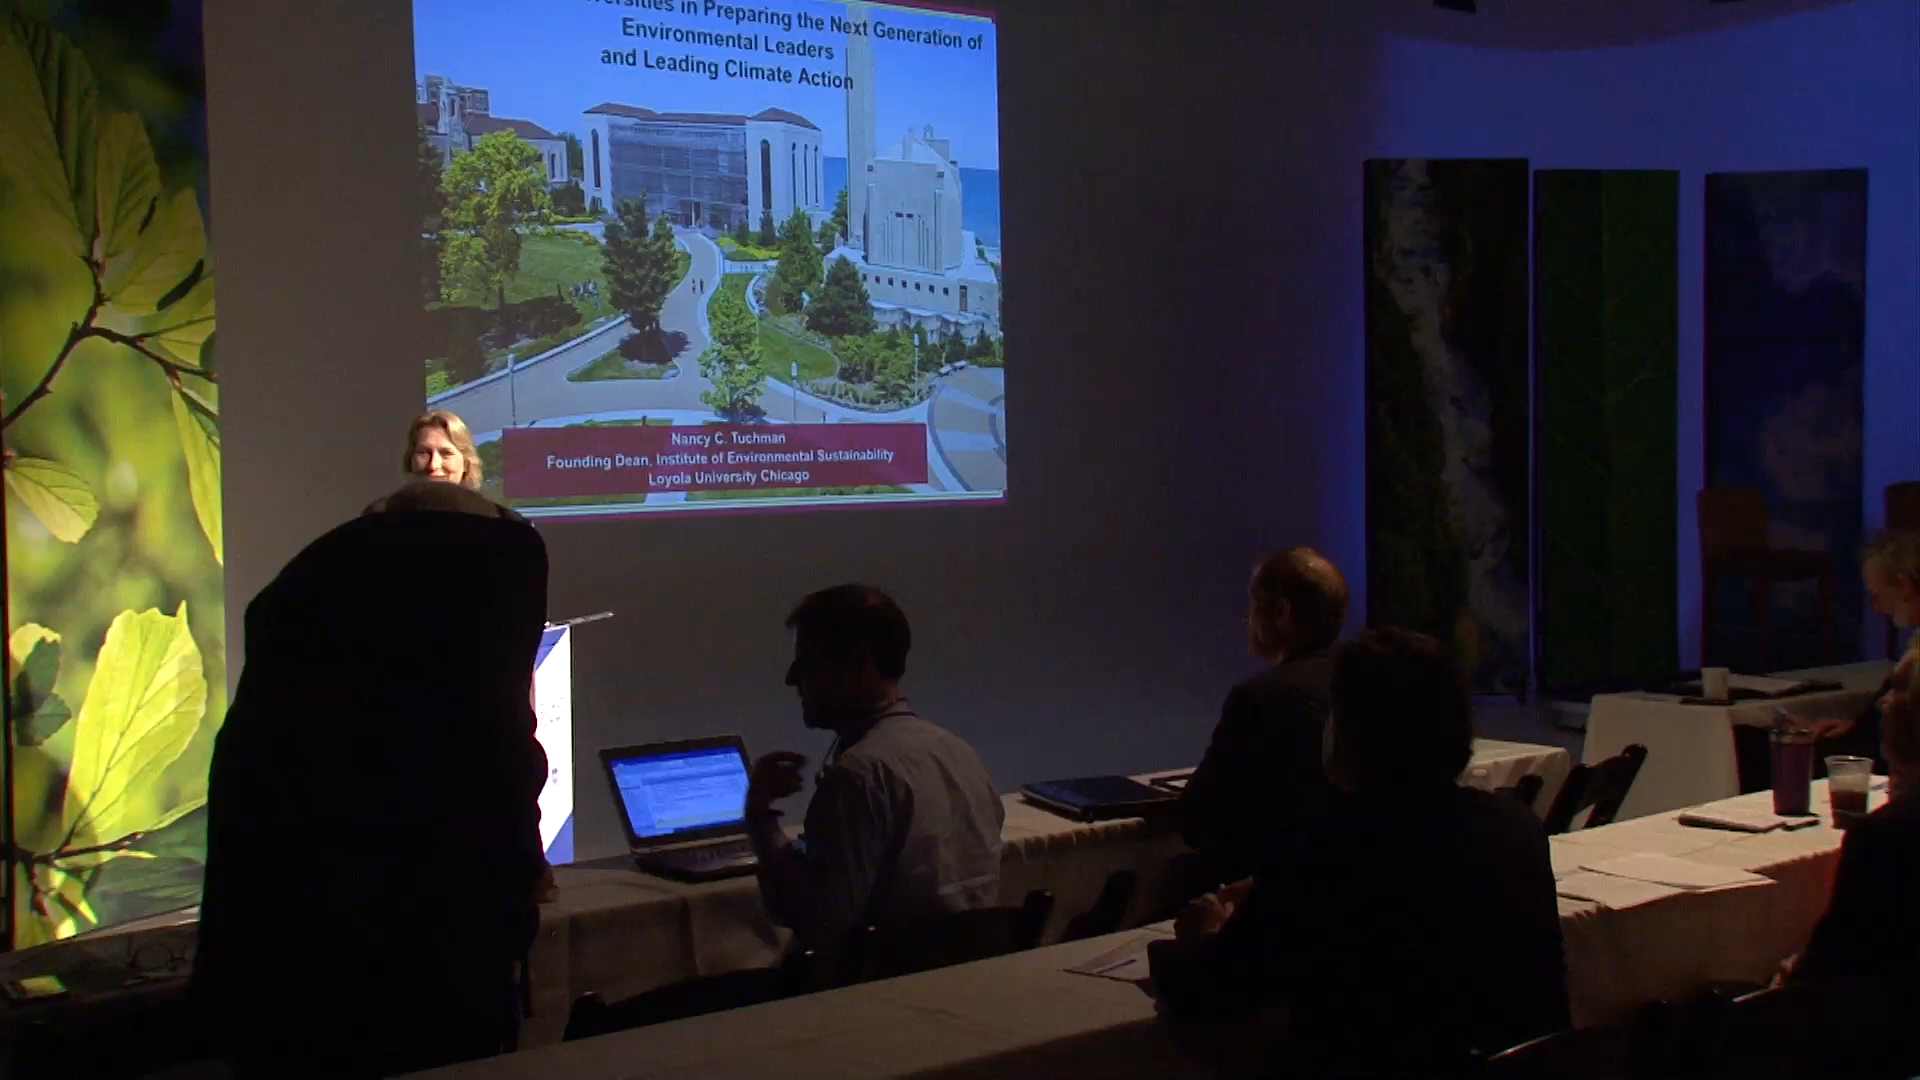 in Preparing the Next Generation of
Environmental Leaders
and Leading Climate Action
Nancy C. Tuchman
Founding Dean, Institute of Environmental Sustainability
Loyola University Chicago